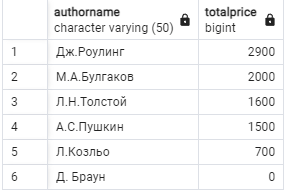 authorname totalprice
character varying (50) bigint
1 Дж.Роулинг 2900
2 М.А.Булгаков 2000
3 Л.Н.Толстой 1600
4 А.С.Пушкин 1500
5 Л.Козльо 700
6 Д. Браун 0